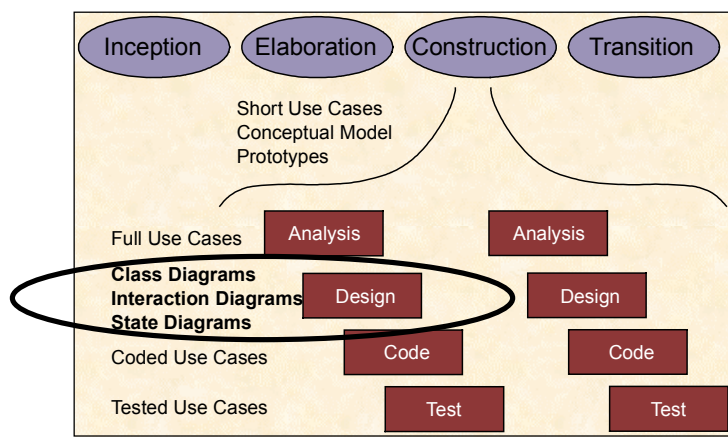 Inception Elaboration Construction Transition
Short Use Cases
Conceptual Model
Prototypes
Full Use Cases Analysis Analysis
Class Diagrams
Interaction Diagrams Design Design
State Diagrams
Coded Use Cases Code Code
Tested Use Cases Test Test